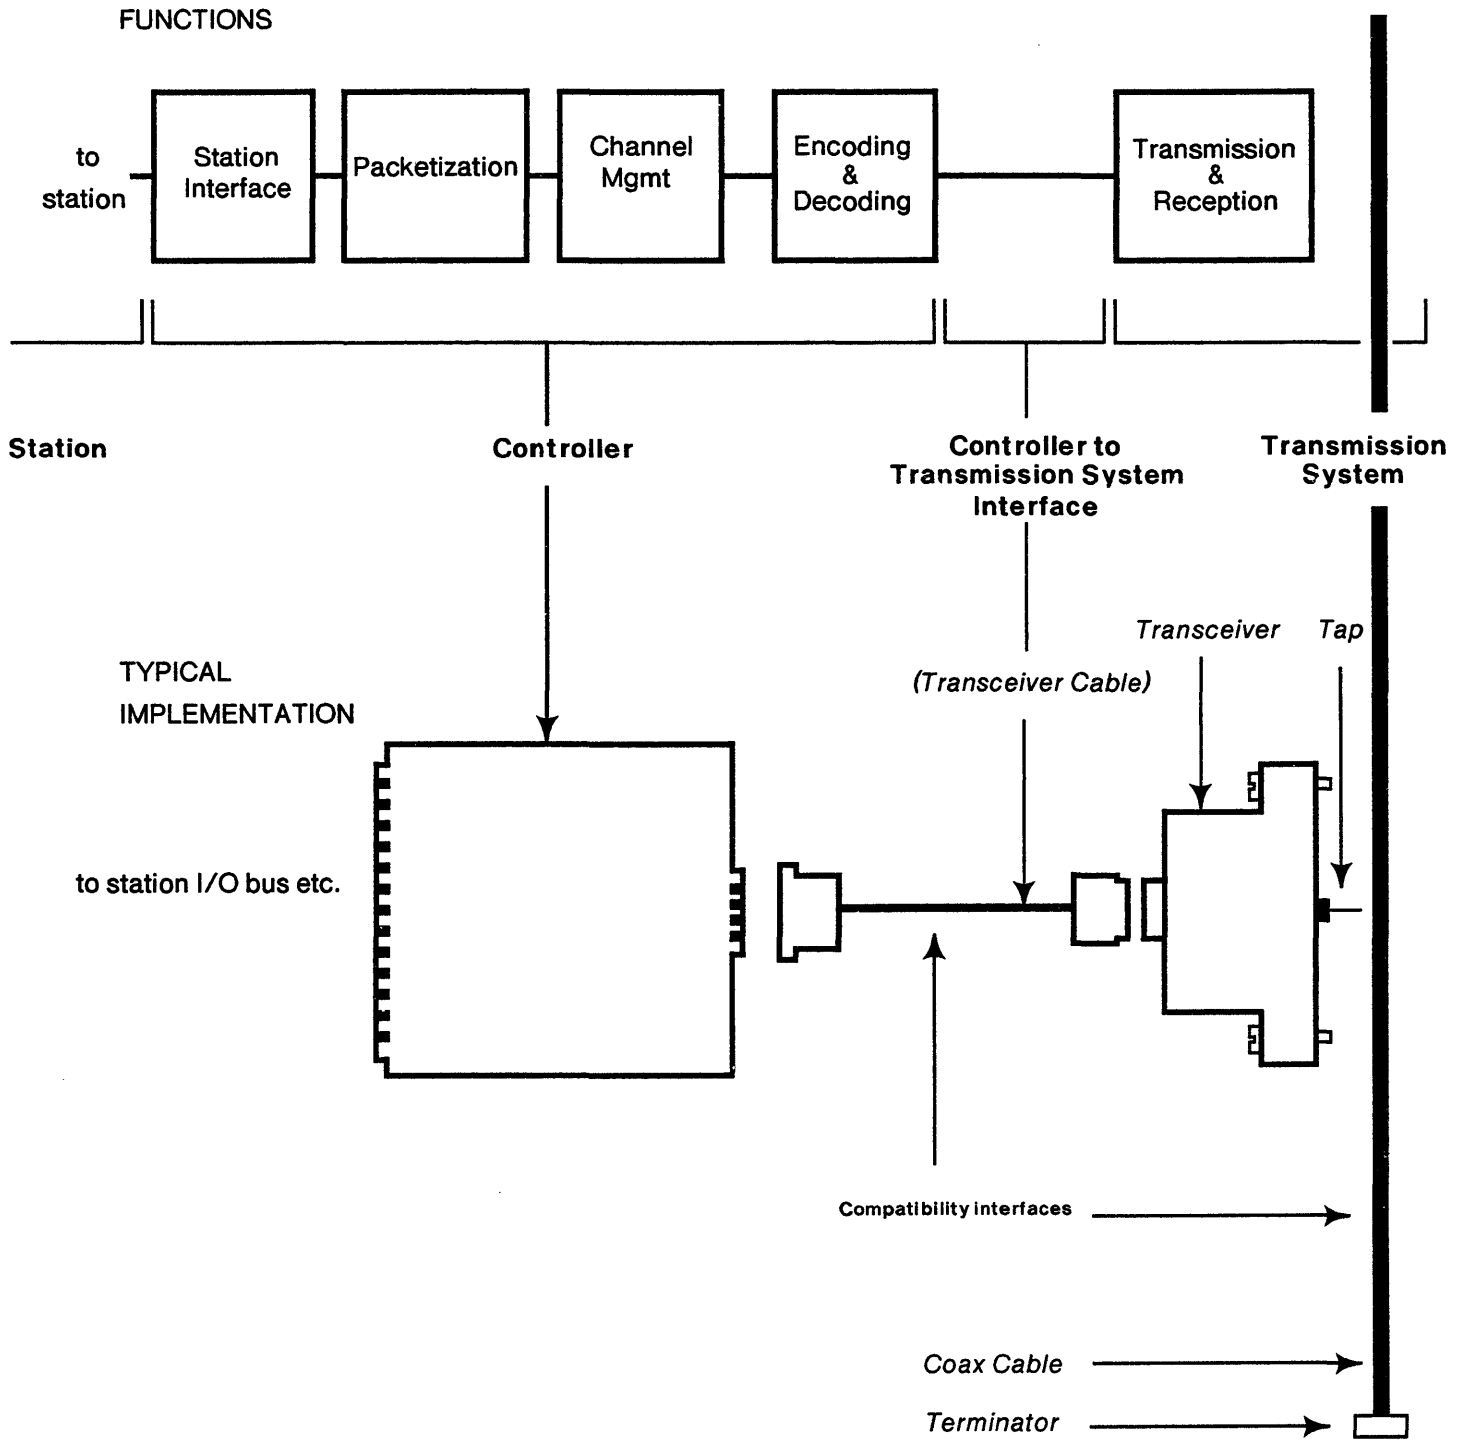 FUNCTIONS
to
station
Station
Interface
Packetization
Channel
Mgmt
Encoding
&
Decoding
Transmission
&
Reception
Station
Controller
Controller to
Transmission System
Interface
Transmission
System
Transceiver
Tap
(Transceiver Cable)
TYPICAL
IMPLEMENTATION
to station I/O bus etc.
Compatibility interfaces
Coax Cable
Terminator